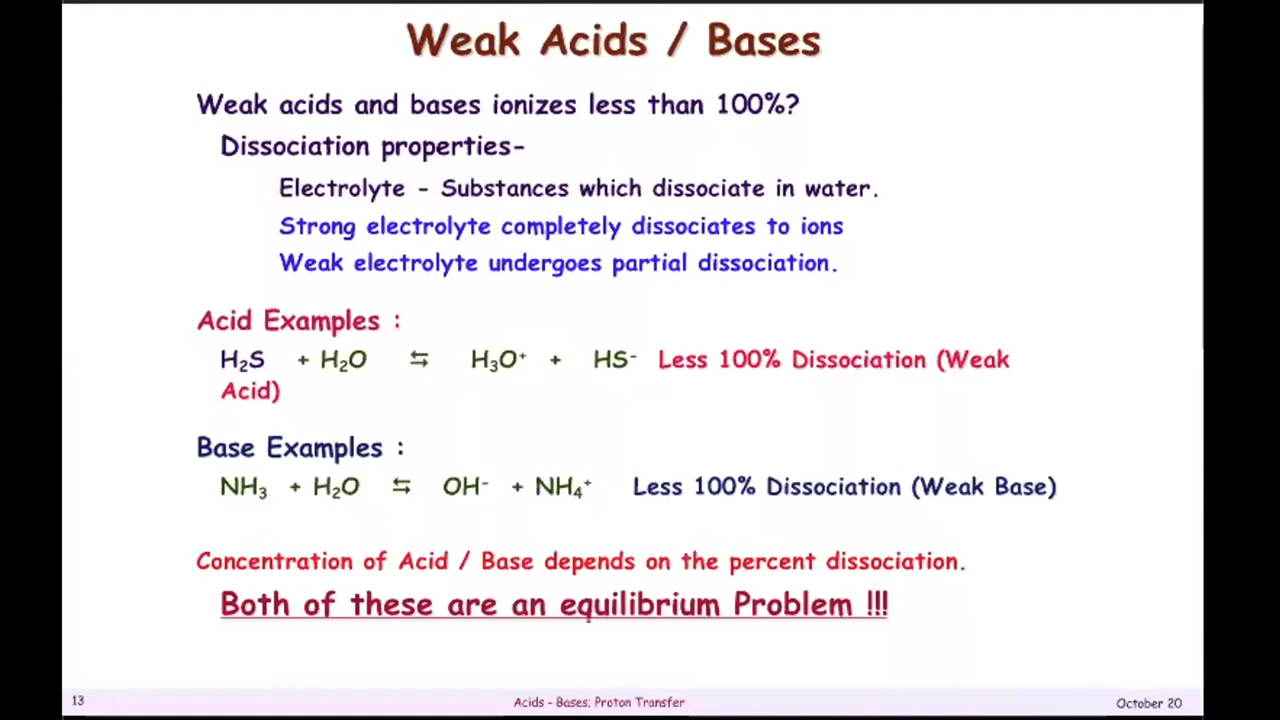 Weak Acids / Bases
Weak acids and bases ionizes less than 100%?
Dissociation properties-
Electrolyte - Substances which dissociate in water.
Strong electrolyte completely dissociates to ions
Weak electrolyte undergoes partial dissociation.
Acid Examples :
H₂S + H₂O ⇆ H₃O⁺ + HS⁻ Less 100% Dissociation (Weak
Acid)
Base Examples :
NH₃ + H₂O ⇆ OH⁻ + NH₄⁺ Less 100% Dissociation (Weak Base)
Concentration of Acid / Base depends on the percent dissociation.
Both of these are an equilibrium Problem !!!
13 Acids - Bases; Proton Transfer October 20